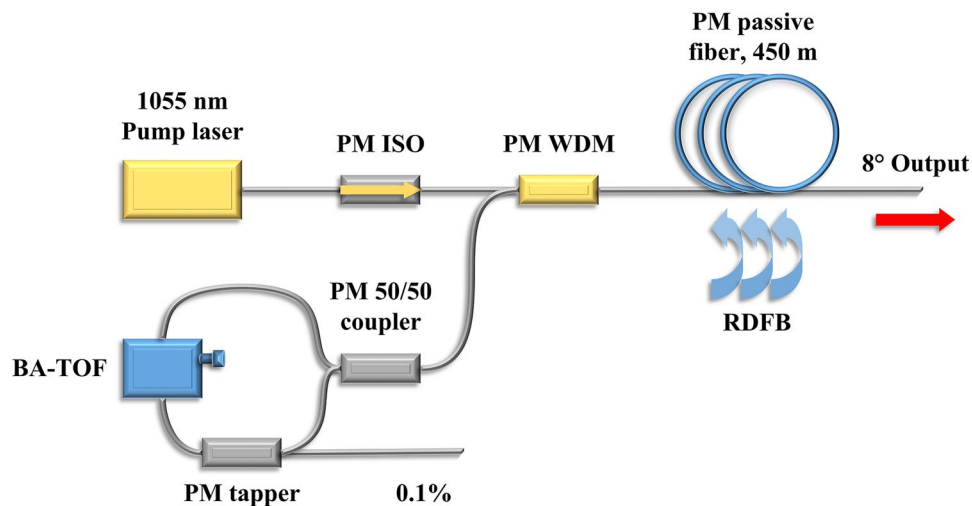 PM passive
fiber, 450 m
1055 nm
Pump laser
PM ISO
PM WDM
8° Output
PM 50/50
coupler
RDFB
BA-TOF
PM tapper
0.1%